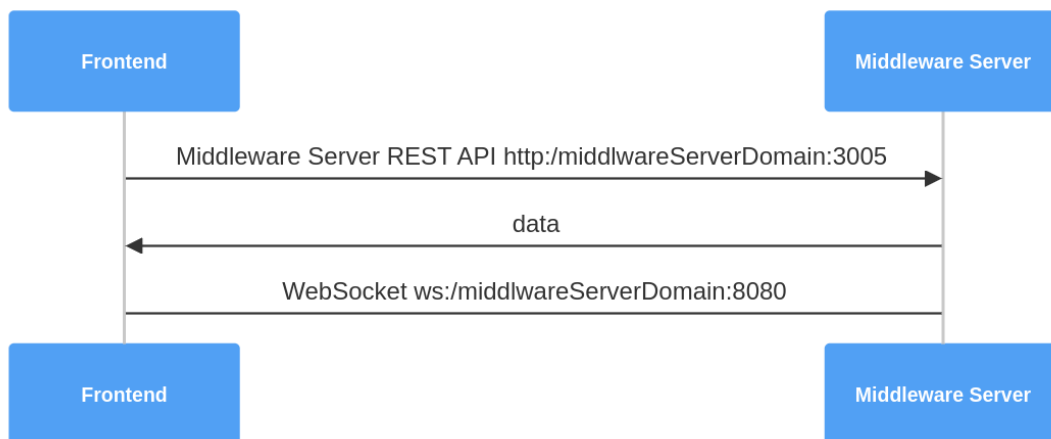 Frontend
Middleware Server
Middleware Server REST API http:/middlwareServerDomain:3005
data
WebSocket ws:/middlwareServerDomain:8080
Frontend
Middleware Server